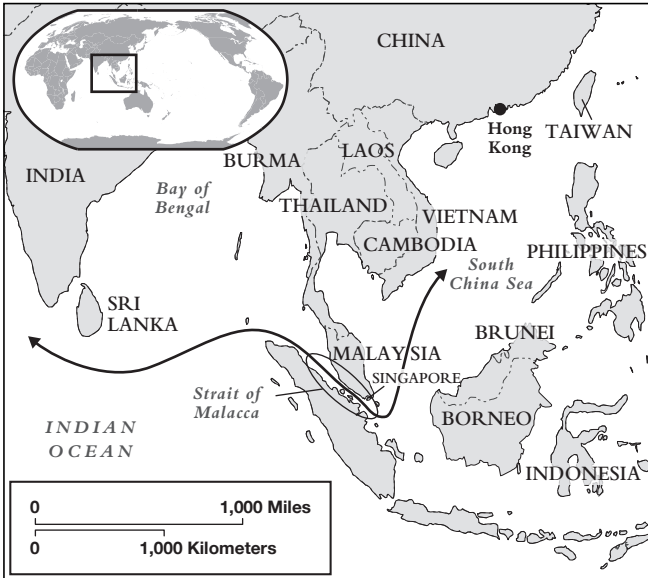 CHINA
Hong
Kong
TAIWAN
INDIA
BURMA
LAOS
Bay of
Bengal
THAILAND
VIETNAM
CAMBODIA
PHILIPPINES
South
China Sea
SRI
LANKA
BRUNEI
MALAYSIA
SINGAPORE
Strait of
Malacca
BORNEO
INDIAN
OCEAN
INDONESIA
0 1,000 Miles
0 1,000 Kilometers